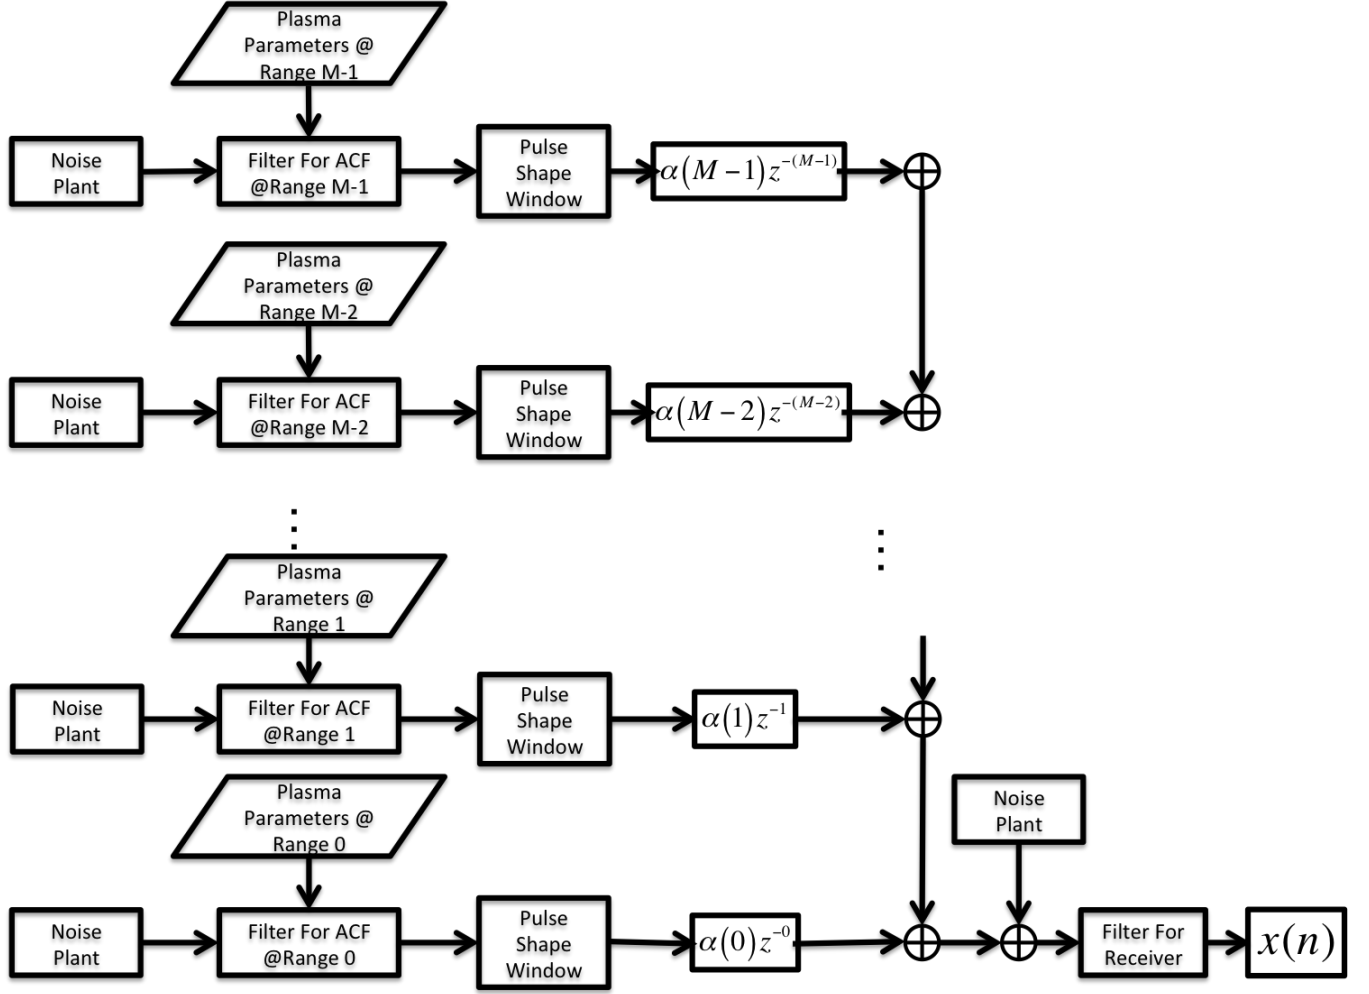 Plasma
Parameters @
Range M-1
Noise
Plant
Filter For ACF
@Range M-1
Pulse
Shape
Window
α(M − 1)z^{-(M-1)}
Plasma
Parameters @
Range M-2
Noise
Plant
Filter For ACF
@Range M-2
Pulse
Shape
Window
α(M − 2)z^{-(M-2)}
Plasma
Parameters @
Range 1
Noise
Plant
Filter For ACF
@Range 1
Pulse
Shape
Window
α(1)z^{-1}
Plasma
Parameters @
Range 0
Noise
Plant
Noise
Plant
Filter For ACF
@Range 0
Pulse
Shape
Window
α(0)z^{-0}
Filter For
Receiver
x(n)